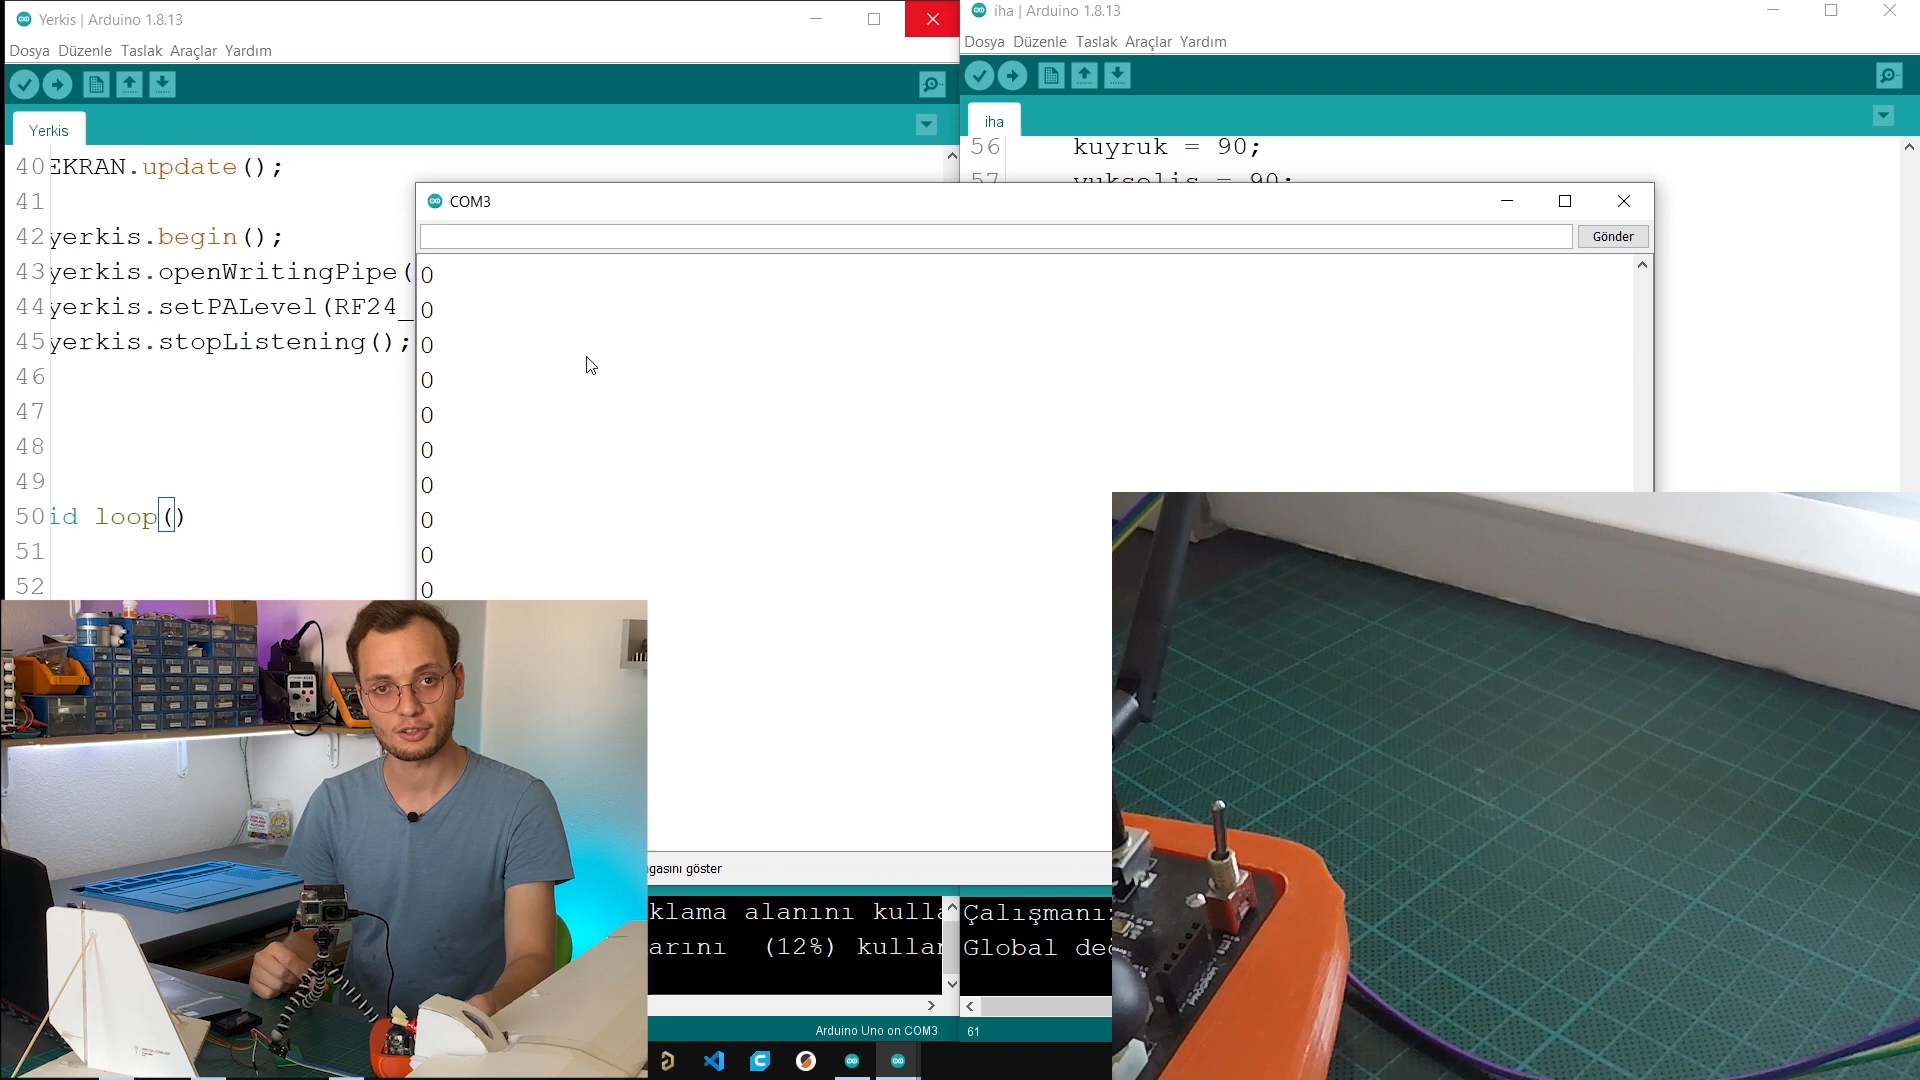 Yerkis | Arduino 1.8.13
Dosya Düzenle Taslak Araçlar Yardım
Yerkis
40 EKRAN.update();
41
42 yerkis.begin();
43 yerkis.openWritingPipe(
44 yerkis.setPALevel(RF24_
45 yerkis.stopListening();
46
47
48
49
50 id loop()
51
52
iha | Arduino 1.8.13
Dosya Düzenle Taslak Araçlar Yardım
iha
56 kuyruk = 90;
57 yukselis = 90;
COM3
Gönder
0
0
0
0
0
0
0
0
0
0
gasını göster
klama alanını kulla
arını (12%) kullan
Arduino Uno on COM3
Çalışmanı
Global de
61